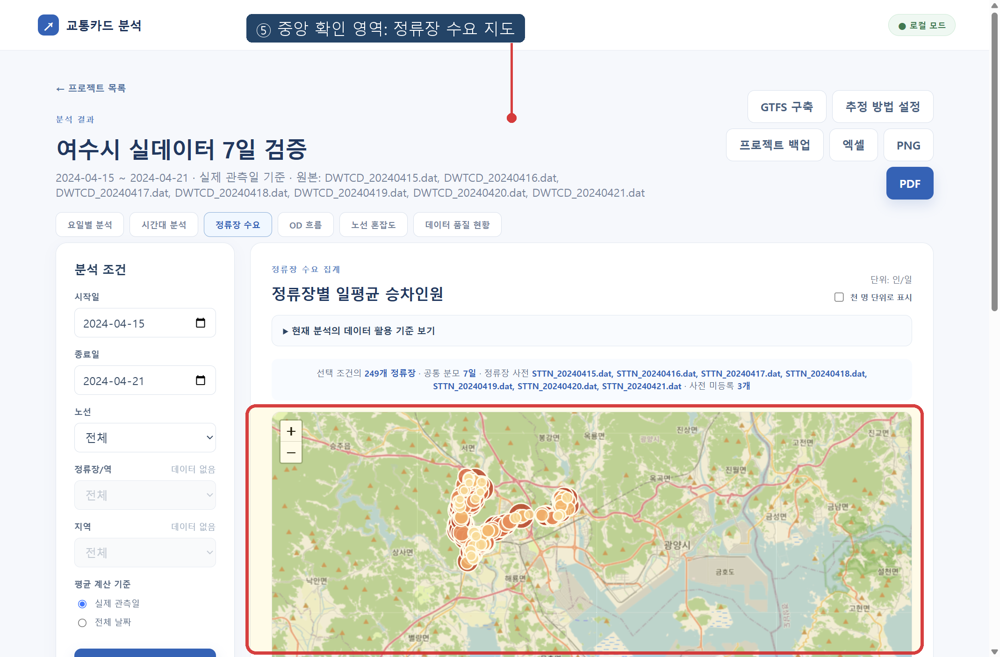 교통카드 분석
⑤ 중앙 확인 영역: 정류장 수요 지도
● 로컬 모드
← 프로젝트 목록
GTFS 구축
추정 방법 설정
분석 결과
여수시 실데이터 7일 검증
프로젝트 백업
엑셀
PNG
2024-04-15 ~ 2024-04-21 · 실제 관측일 기준 · 원본: DWTCD_20240415.dat, DWTCD_20240416.dat,
DWTCD_20240417.dat, DWTCD_20240418.dat, DWTCD_20240419.dat, DWTCD_20240420.dat, DWTCD_20240421.dat
PDF
요일별 분석
시간대 분석
정류장 수요
OD 흐름
노선 혼잡도
데이터 품질 현황
분석 조건
시작일
2024-04-15
종료일
2024-04-21
노선
전체
정류장/역 데이터 없음
전체
지역 데이터 없음
전체
평균 계산 기준
실제 관측일
전체 날짜
정류장 수요 집계
정류장별 일평균 승차인원
단위: 인/일
천 명 단위로 표시
▶ 현재 분석의 데이터 활용 기준 보기
선택 조건의 249개 정류장 · 공통 분모 7일 · 정류장 사전 STTN_20240415.dat, STTN_20240416.dat, STTN_20240417.dat, STTN_20240418.dat,
STTN_20240419.dat, STTN_20240420.dat, STTN_20240421.dat · 사전 미등록 3개
+
−
승주읍
서면
봉강면
옥룡면
광양시
진상면
고전면
진교면
옥곡면
진월면
금남면
금성면
상사면
광양시
금호도
설천면
낙안면
해룡면
고현면
경상남도
별량면